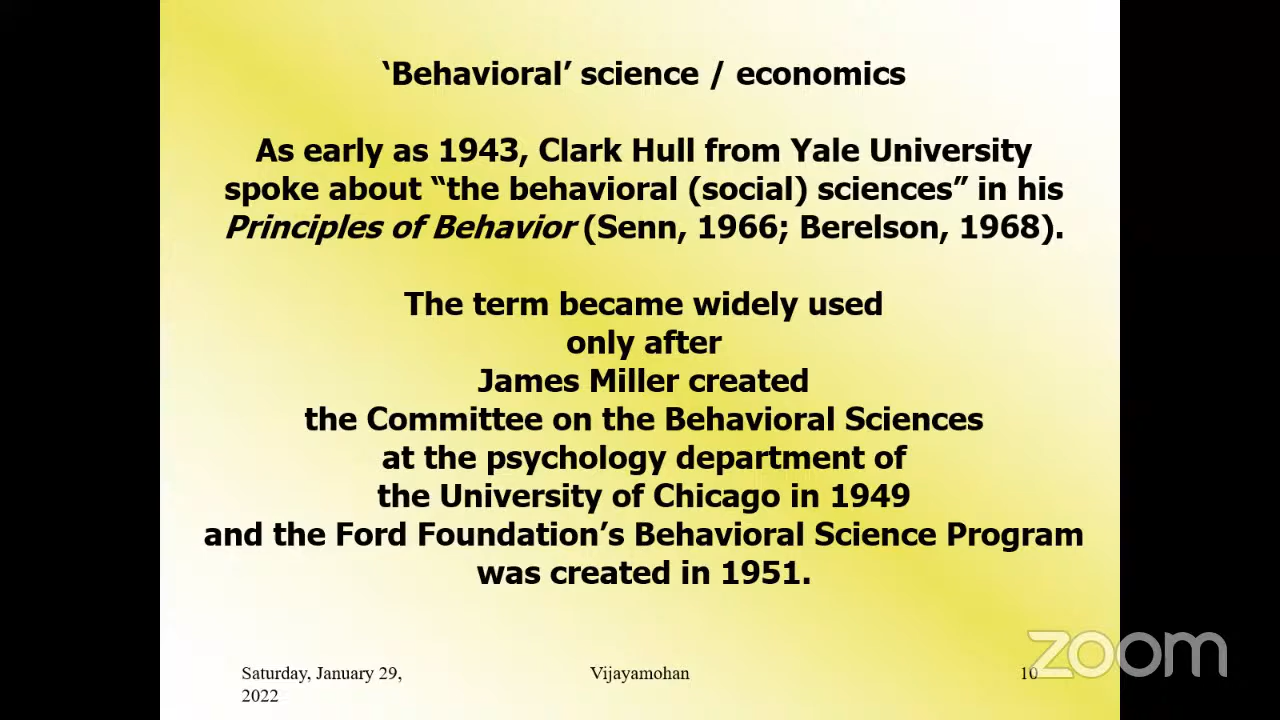 ‘Behavioral’ science / economics
As early as 1943, Clark Hull from Yale University
spoke about “the behavioral (social) sciences” in his
Principles of Behavior (Senn, 1966; Berelson, 1968).
The term became widely used
only after
James Miller created
the Committee on the Behavioral Sciences
at the psychology department of
the University of Chicago in 1949
and the Ford Foundation’s Behavioral Science Program
was created in 1951.
zoom
Saturday, January 29,
2022
Vijayamohan
10